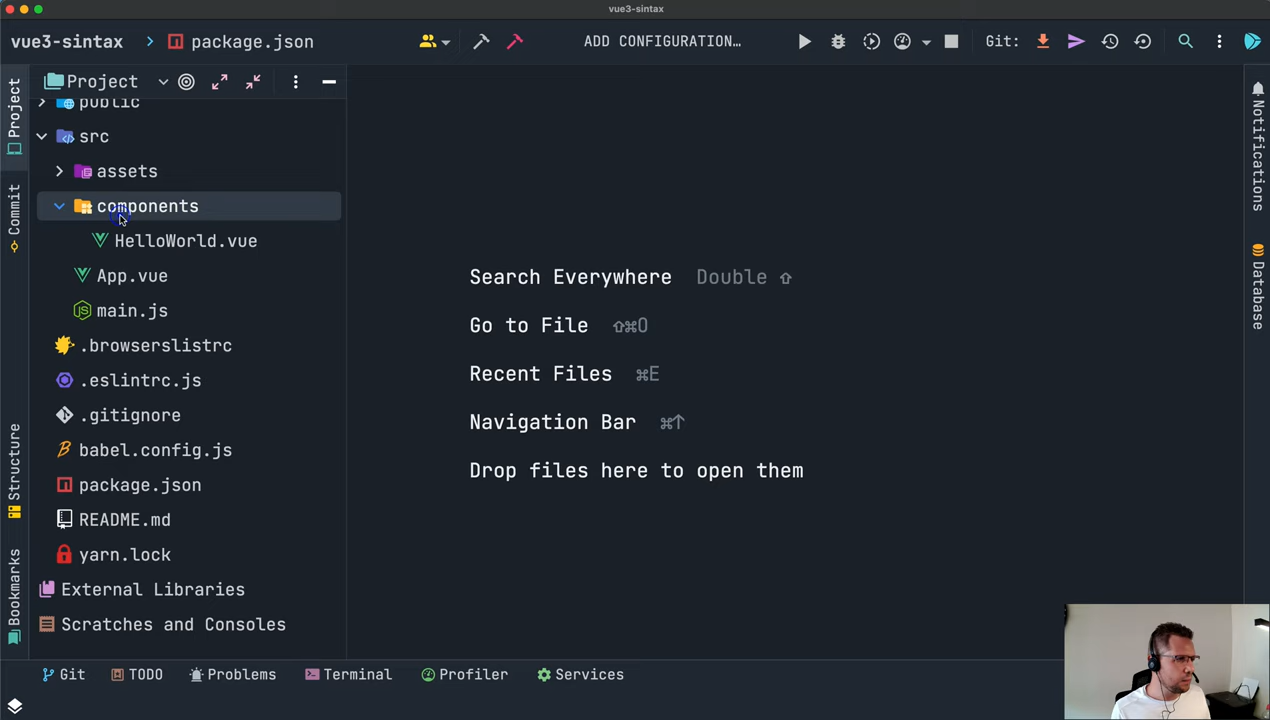 vue3-sintax
vue3-sintax
package.json
ADD CONFIGURATION…
Git:
Project
Project
public
src
assets
components
HelloWorld.vue
App.vue
main.js
.browserslistrc
.eslintrc.js
.gitignore
babel.config.js
package.json
README.md
yarn.lock
External Libraries
Scratches and Consoles
Commit
Structure
Bookmarks
Search Everywhere Double ⇧
Go to File ⇧⌘O
Recent Files ⌘E
Navigation Bar ⌘↑
Drop files here to open them
Notifications
Database
Git
TODO
Problems
Terminal
Profiler
Services